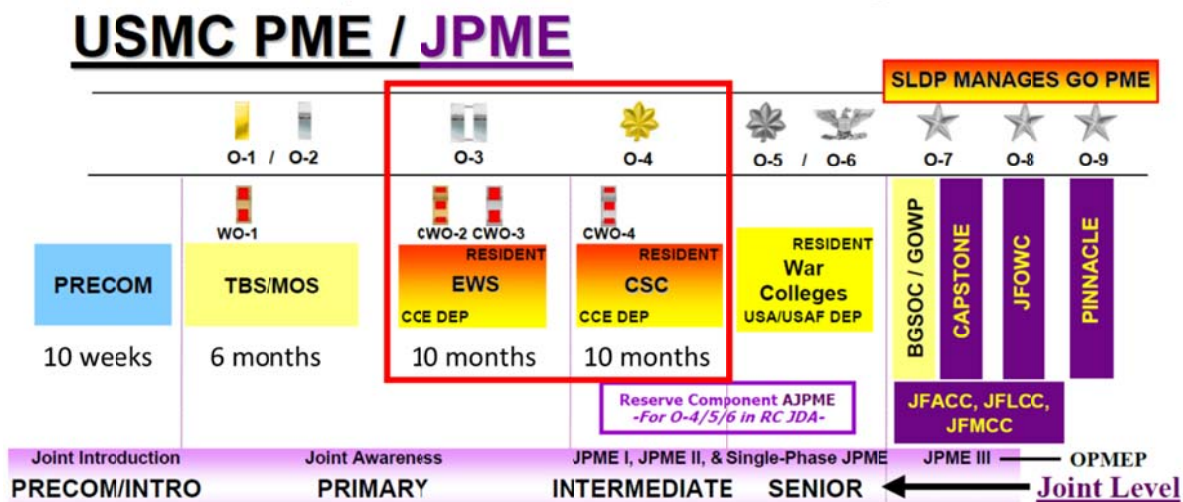 USMC PME / JPME
SLDP MANAGES GO PME
O-1 / O-2
O-3
O-4
O-5 / O-6
O-7
O-8
O-9
WO-1
CWO-2 CWO-3
CWO-4
PRECOM
TBS/MOS
RESIDENT
EWS
CCE DEP
RESIDENT
CSC
CCE DEP
RESIDENT
War
Colleges
USA/USAF DEP
BGSOC / GOWP
CAPSTONE
JFOWC
PINNACLE
10 weeks
6 months
10 months
10 months
Reserve Component AJPME
-For O-4/5/6 in RC JDA-
JFACC, JFLCC,
JFMCC
Joint Introduction
Joint Awareness
JPME I, JPME II, & Single-Phase JPME
JPME III
OPMEP
PRECOM/INTRO
PRIMARY
INTERMEDIATE
SENIOR
Joint Level